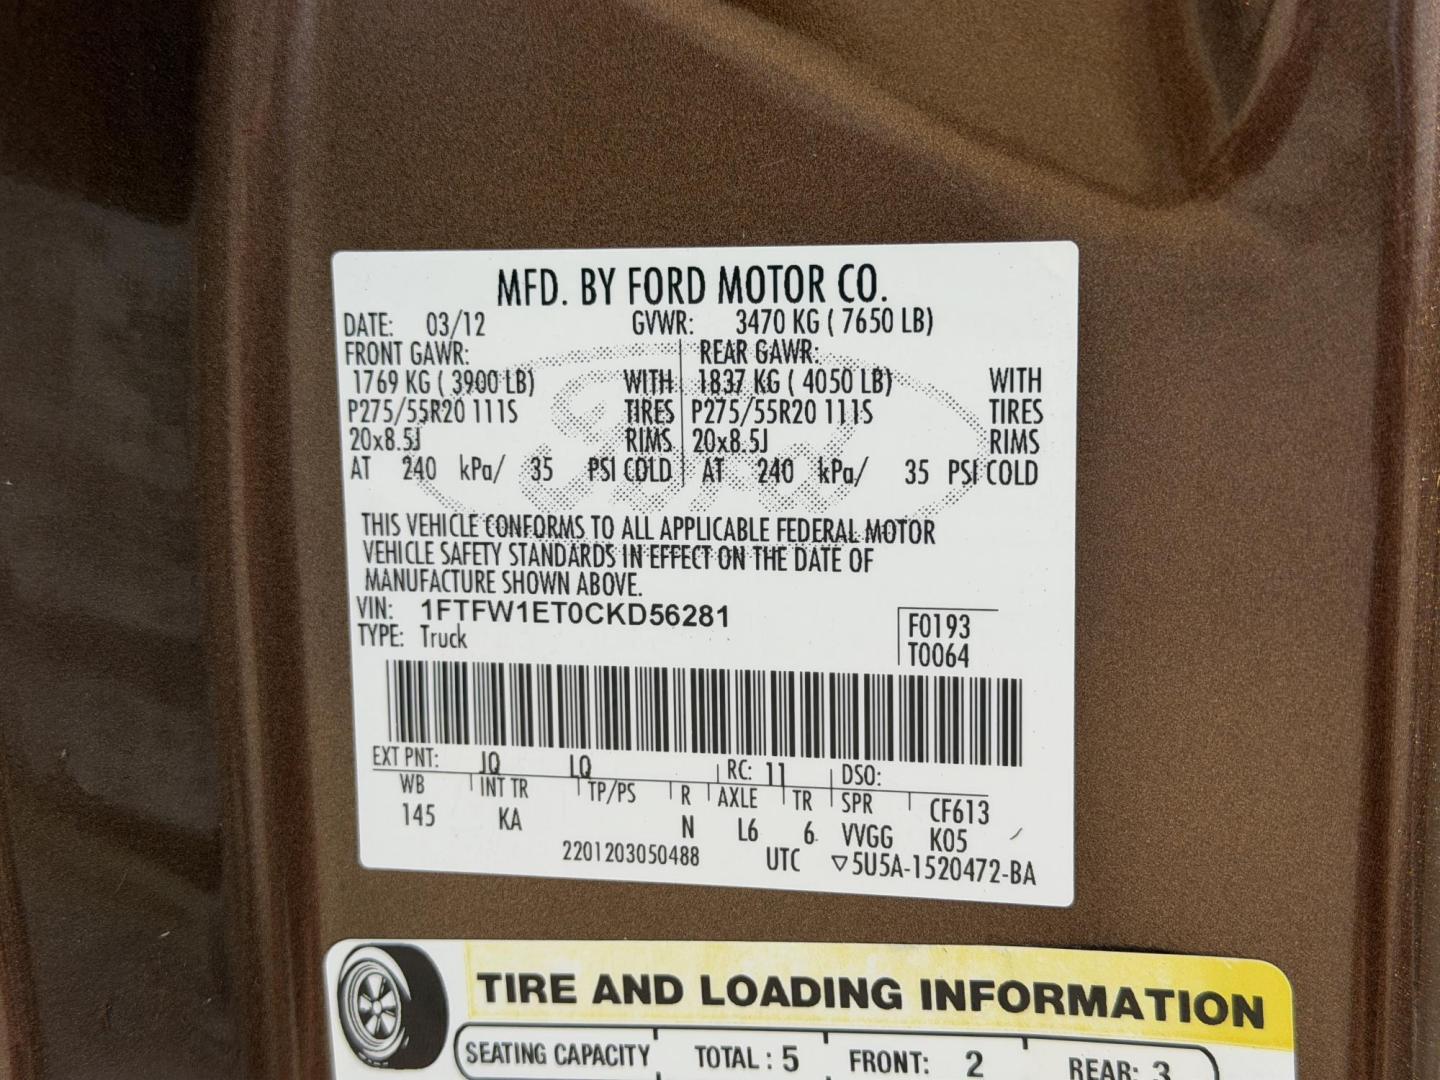 MFD. BY FORD MOTOR CO.
DATE: 03/12 GVWR: 3470 KG ( 7650 LB)
FRONT GAWR: REAR GAWR:
1769 KG ( 3900 LB) WITH 1837 KG ( 4050 LB) WITH
P275/55R20 111S TIRES P275/55R20 111S TIRES
20x8.5J RIMS 20x8.5J RIMS
AT 240 kPa/ 35 PSI COLD AT 240 kPa/ 35 PSI COLD
Ford
THIS VEHICLE CONFORMS TO ALL APPLICABLE FEDERAL MOTOR
VEHICLE SAFETY STANDARDS IN EFFECT ON THE DATE OF
MANUFACTURE SHOWN ABOVE.
VIN: 1FTFW1ET0CKD56281 F0193
TYPE: Truck T0064
EXT PNT: JQ LQ RC: 11 DSO:
WB INT TR TP/PS R AXLE TR SPR CF613
145 KA N L6 6 VVGG K05
2201203050488 UTC ▽5U5A-1520472-BA
TIRE AND LOADING INFORMATION
SEATING CAPACITY TOTAL : 5 FRONT: 2 REAR: 3